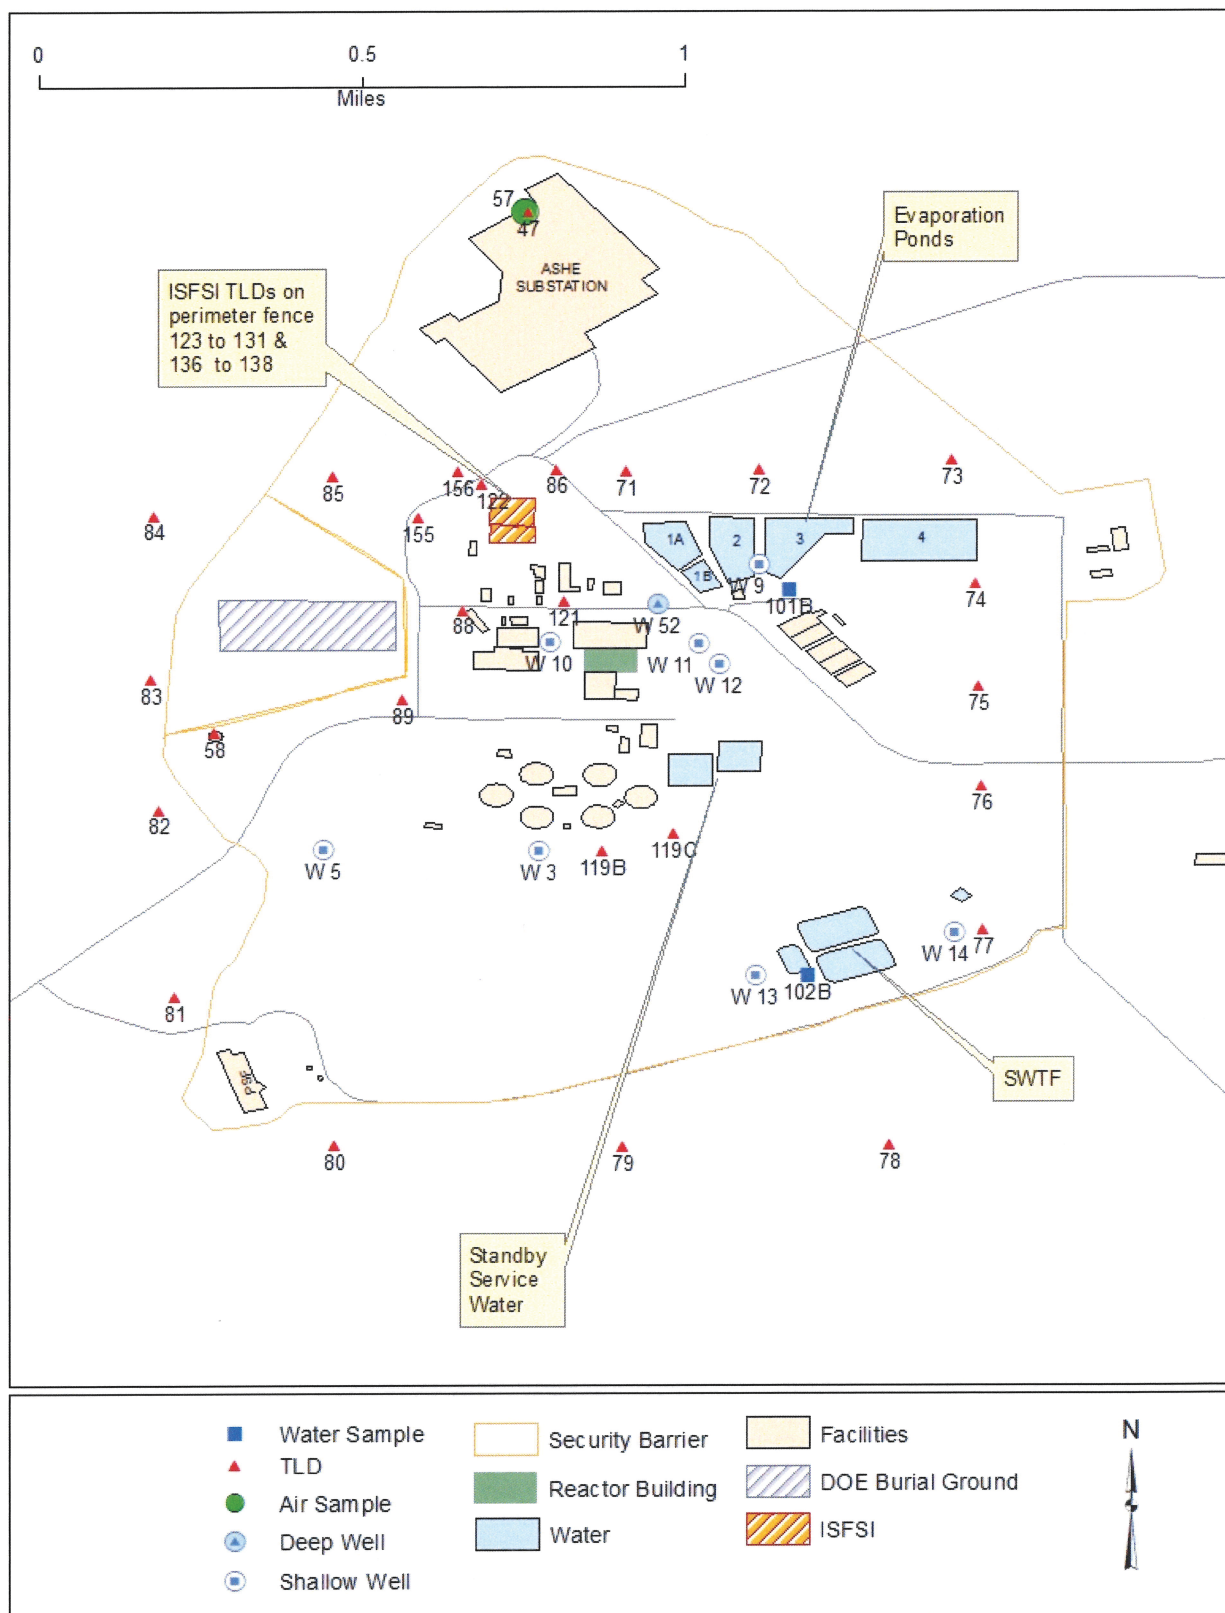 0 0.5 1
Miles
57
47
ASHE
SUBSTATION
Evaporation
Ponds
ISFSI TLDs on
perimeter fence
123 to 131 &
136 to 138
85
156
122
86
71
72
73
84
155
1A
2
3
4
1B
W 9
101B
74
88
121
W 52
W 10
W 11
W 12
83
89
75
58
76
82
W 5
W 3
119B
119C
77
W 14
W 13
102B
81
PSF
SWTF
80
79
78
Standby
Service
Water
Water Sample
TLD
Air Sample
Deep Well
Shallow Well
Security Barrier
Reactor Building
Water
Facilities
DOE Burial Ground
ISFSI
N